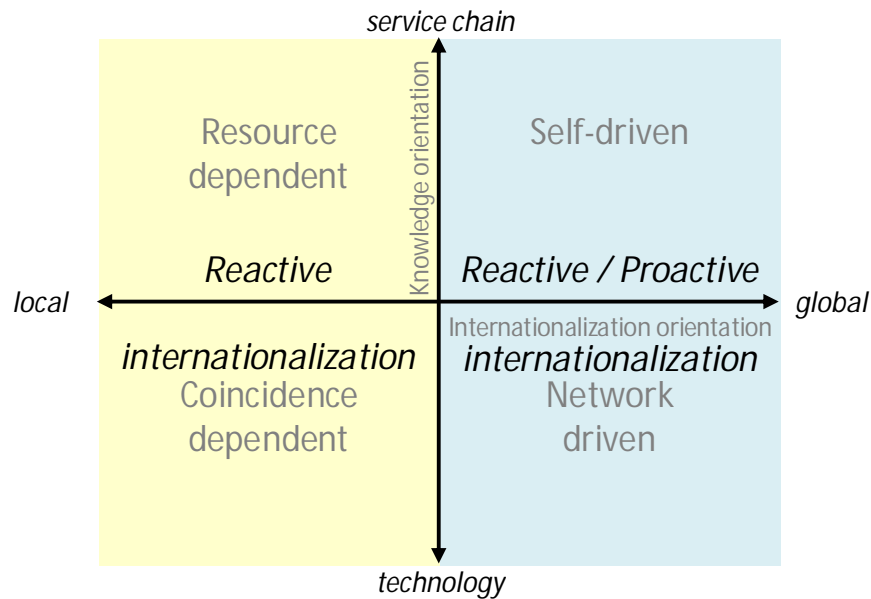 service chain
Knowledge orientation
Resource
dependent
Self-driven
Reactive
Reactive / Proactive
local
global
Internationalization orientation
internationalization
internationalization
Coincidence
dependent
Network
driven
technology